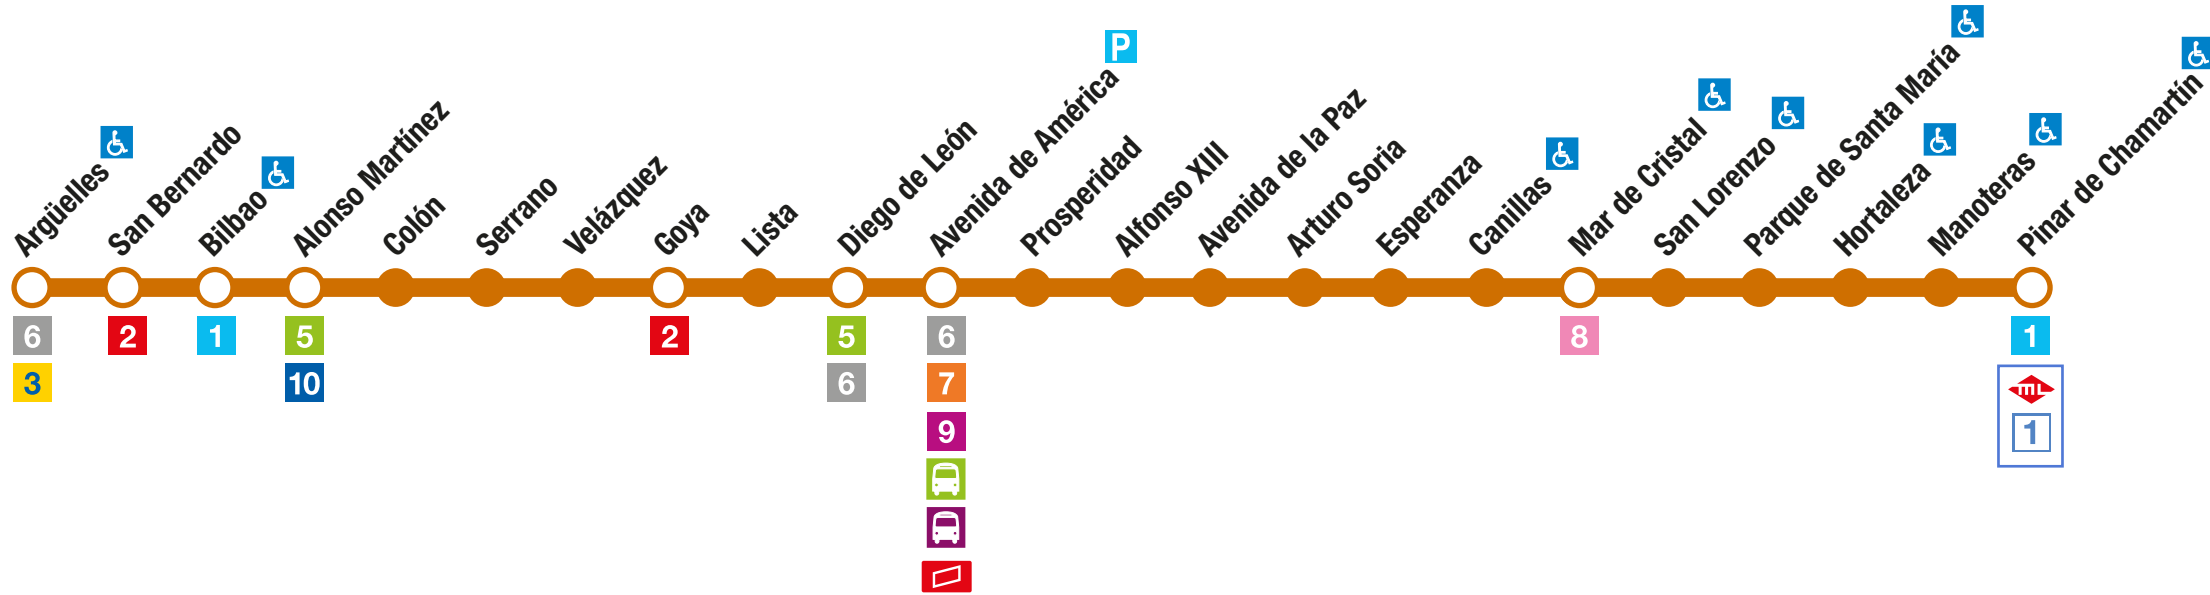 Argüelles
San Bernardo
Bilbao
Alonso Martínez
Colón
Serrano
Velázquez
Goya
Lista
Diego de León
Avenida de América
P
Prosperidad
Alfonso XIII
Avenida de la Paz
Arturo Soria
Esperanza
Canillas
Mar de Cristal
San Lorenzo
Parque de Santa María
Hortaleza
Manoteras
Pinar de Chamartín
6
3
2
1
5
10
2
5
6
6
7
9
8
1
ML
1